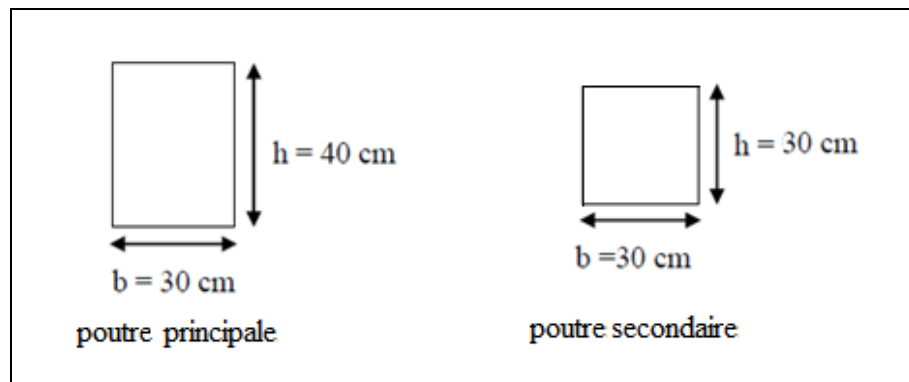 h = 40 cm
b = 30 cm
poutre principale
h = 30 cm
b =30 cm
poutre secondaire